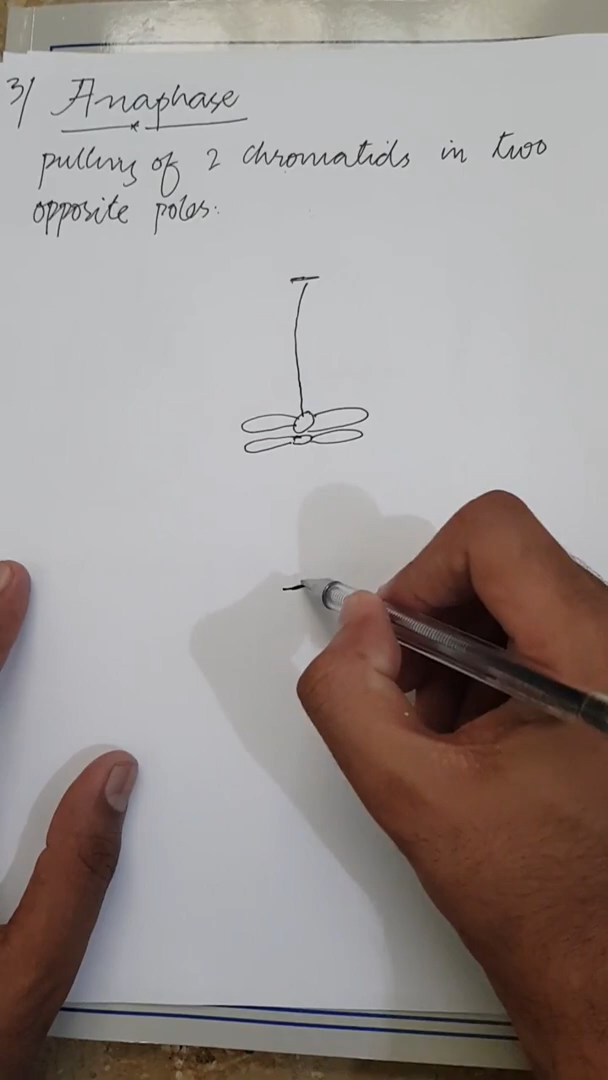 3/ Anaphase
pulling of 2 chromatids in two
opposite poles.